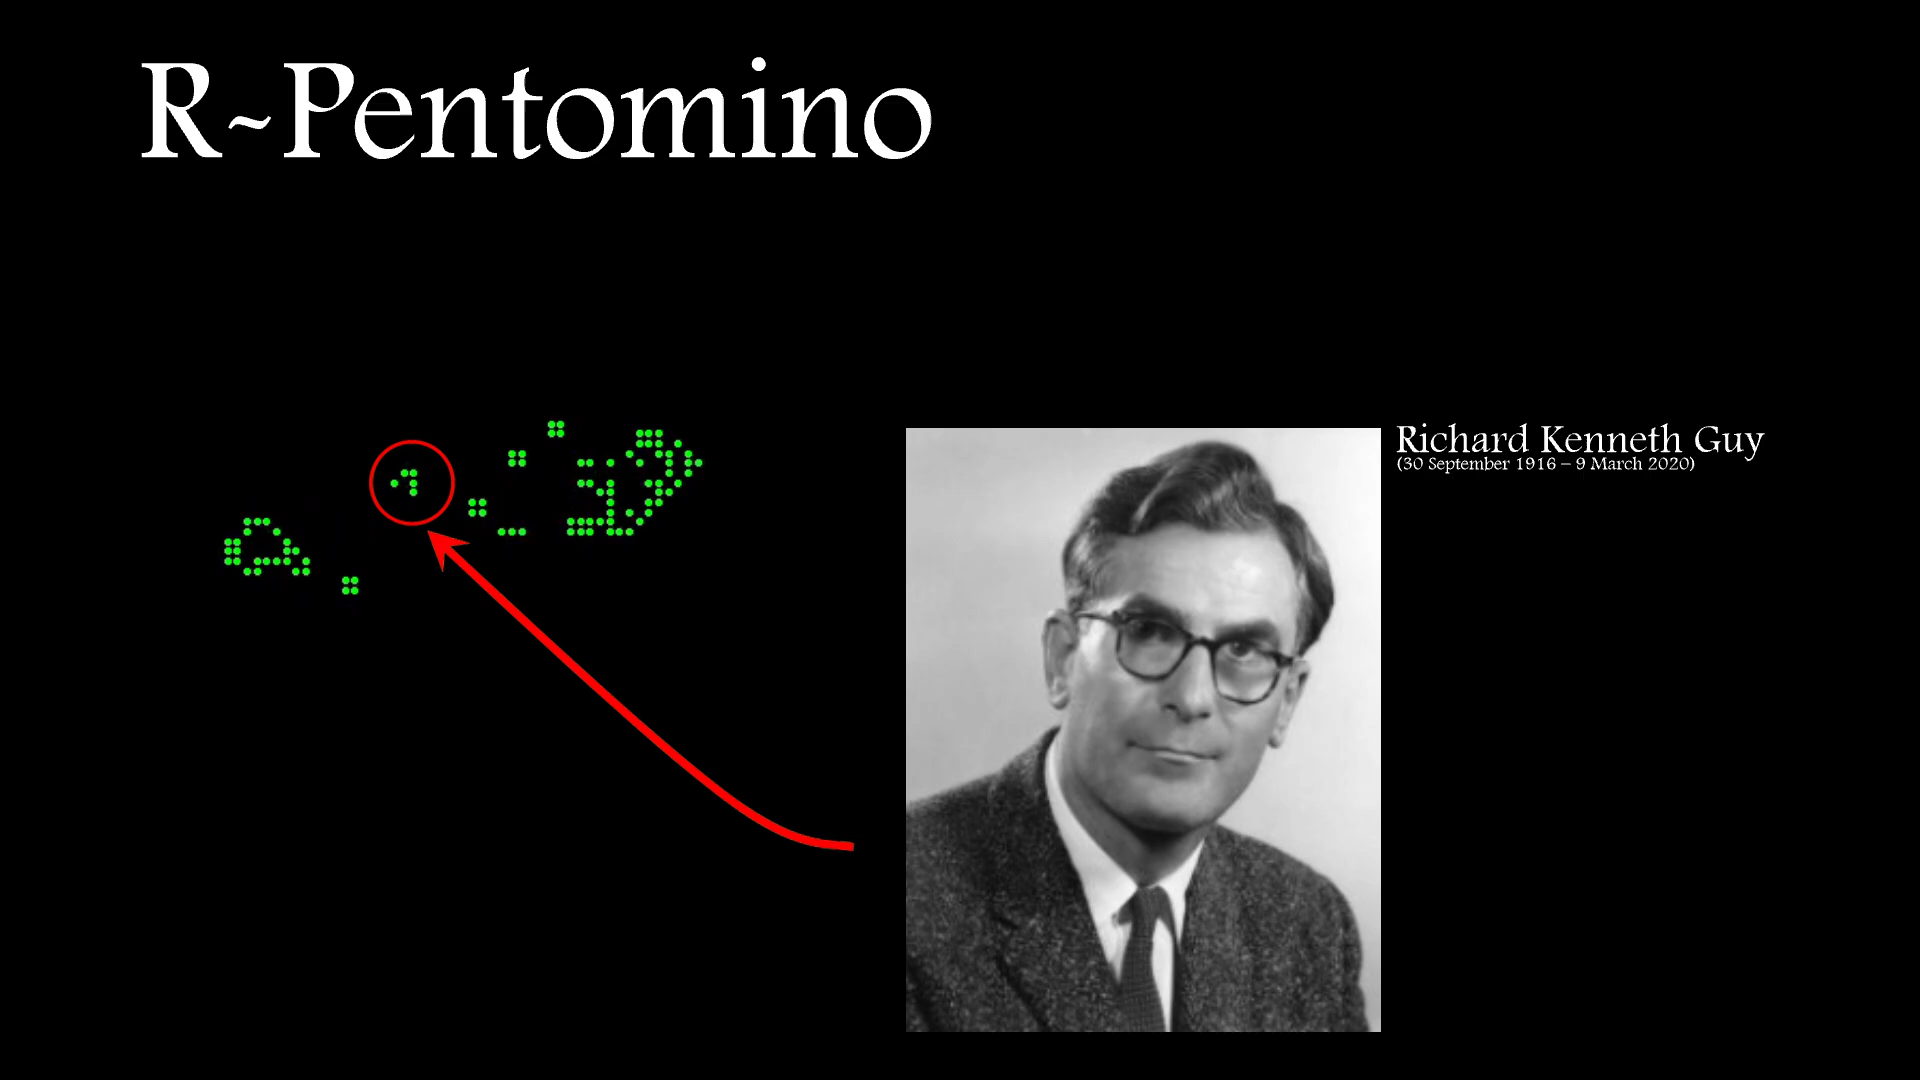 R~Pentomino
Richard Kenneth Guy
(30 September 1916 – 9 March 2020)